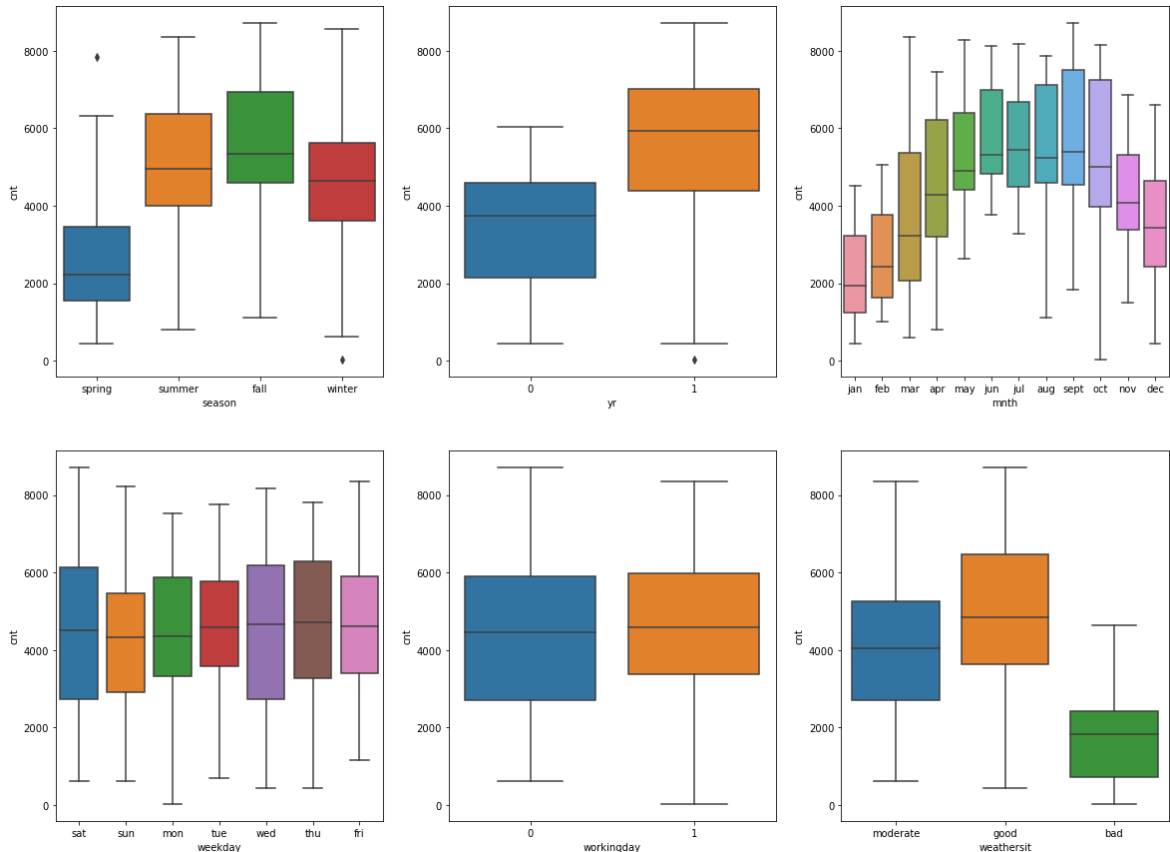 cnt
8000
6000
4000
2000
0
spring summer fall winter
season
cnt
8000
6000
4000
2000
0
0 1
yr
cnt
8000
6000
4000
2000
0
jan feb mar apr may jun jul aug sept oct nov dec
mnth
cnt
8000
6000
4000
2000
0
sat sun mon tue wed thu fri
weekday
cnt
8000
6000
4000
2000
0
0 1
workingday
cnt
8000
6000
4000
2000
0
moderate good bad
weathersit